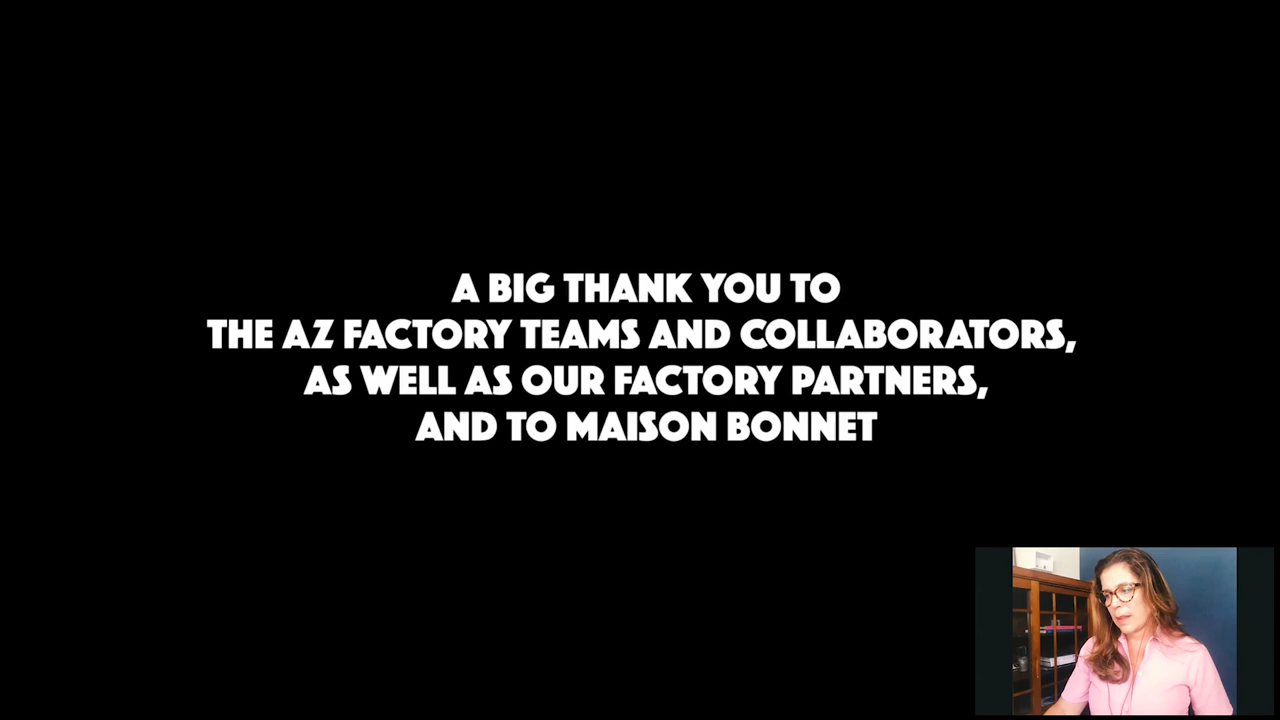 A BIG THANK YOU TO
THE AZ FACTORY TEAMS AND COLLABORATORS,
AS WELL AS OUR FACTORY PARTNERS,
AND TO MAISON BONNET